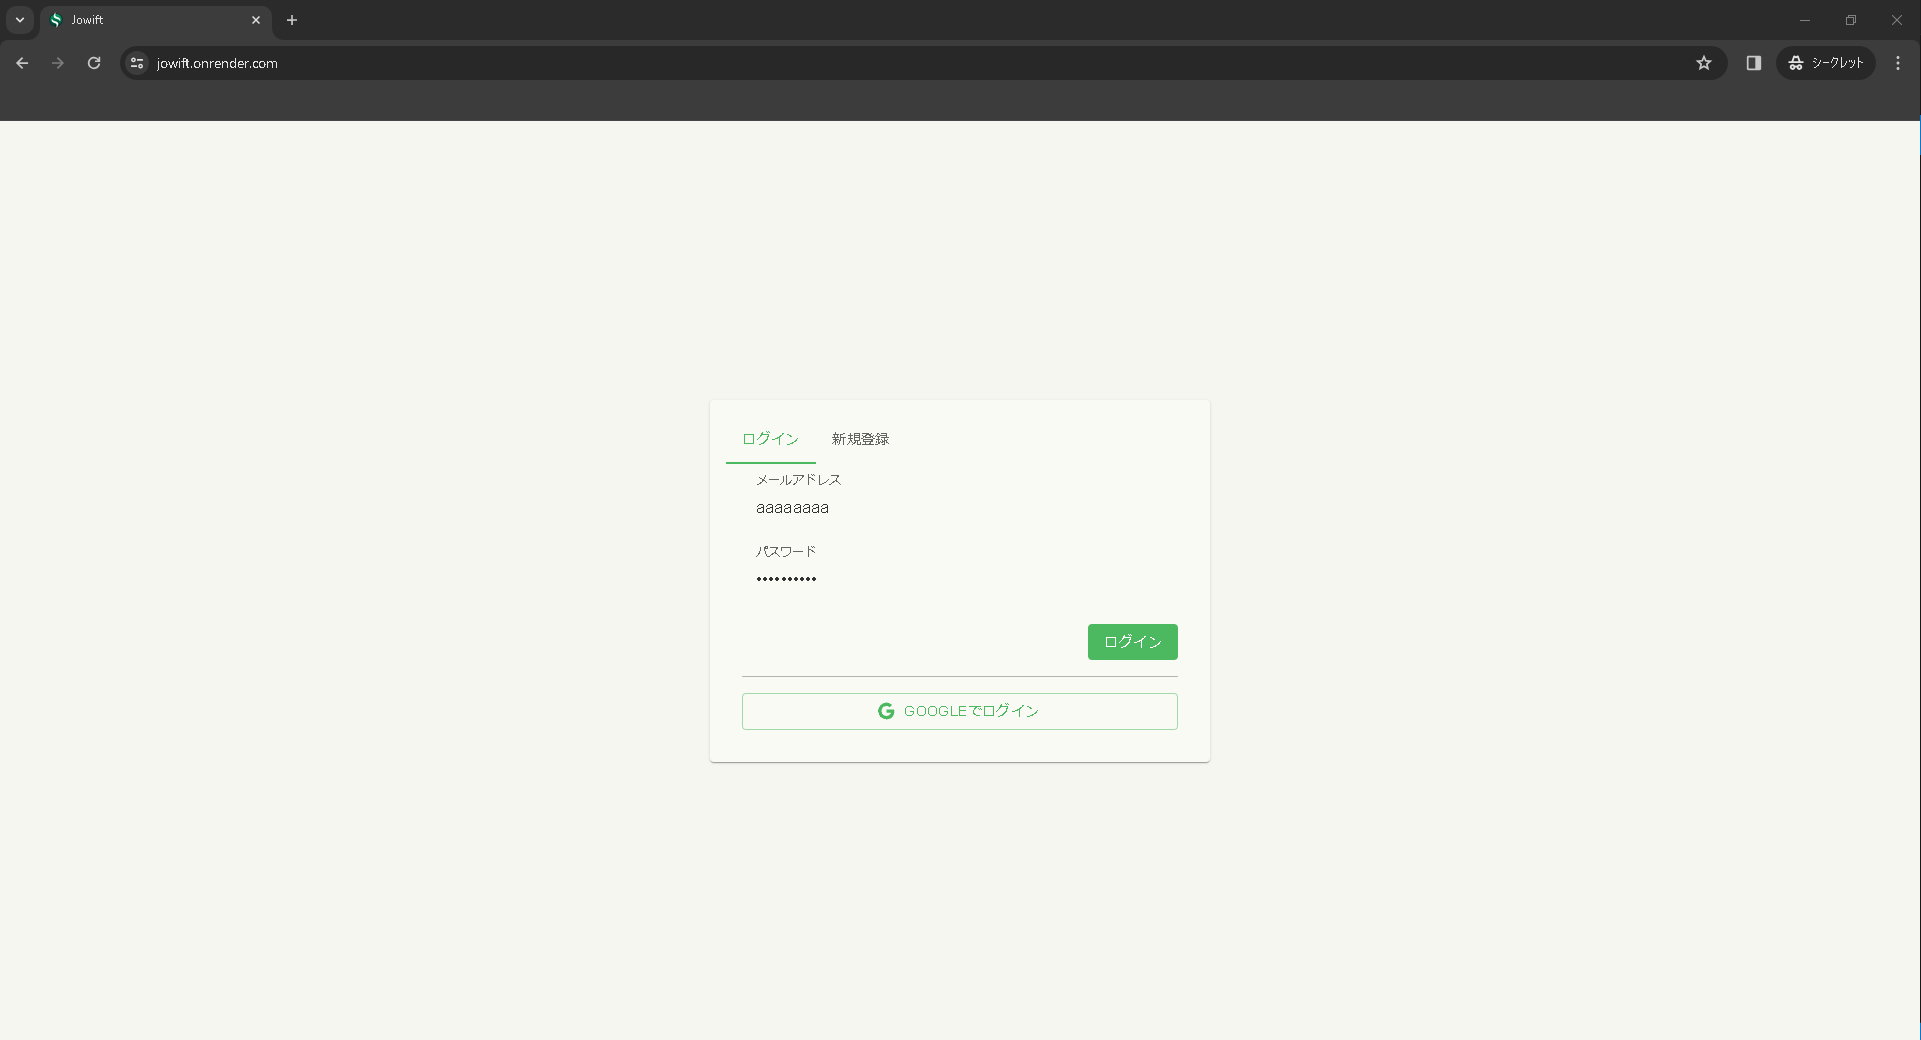 Jowift
jowift.onrender.com
シークレット
ログイン 新規登録
メールアドレス
aaaaaaaa
パスワード
••••••••••
ログイン
GOOGLEでログイン